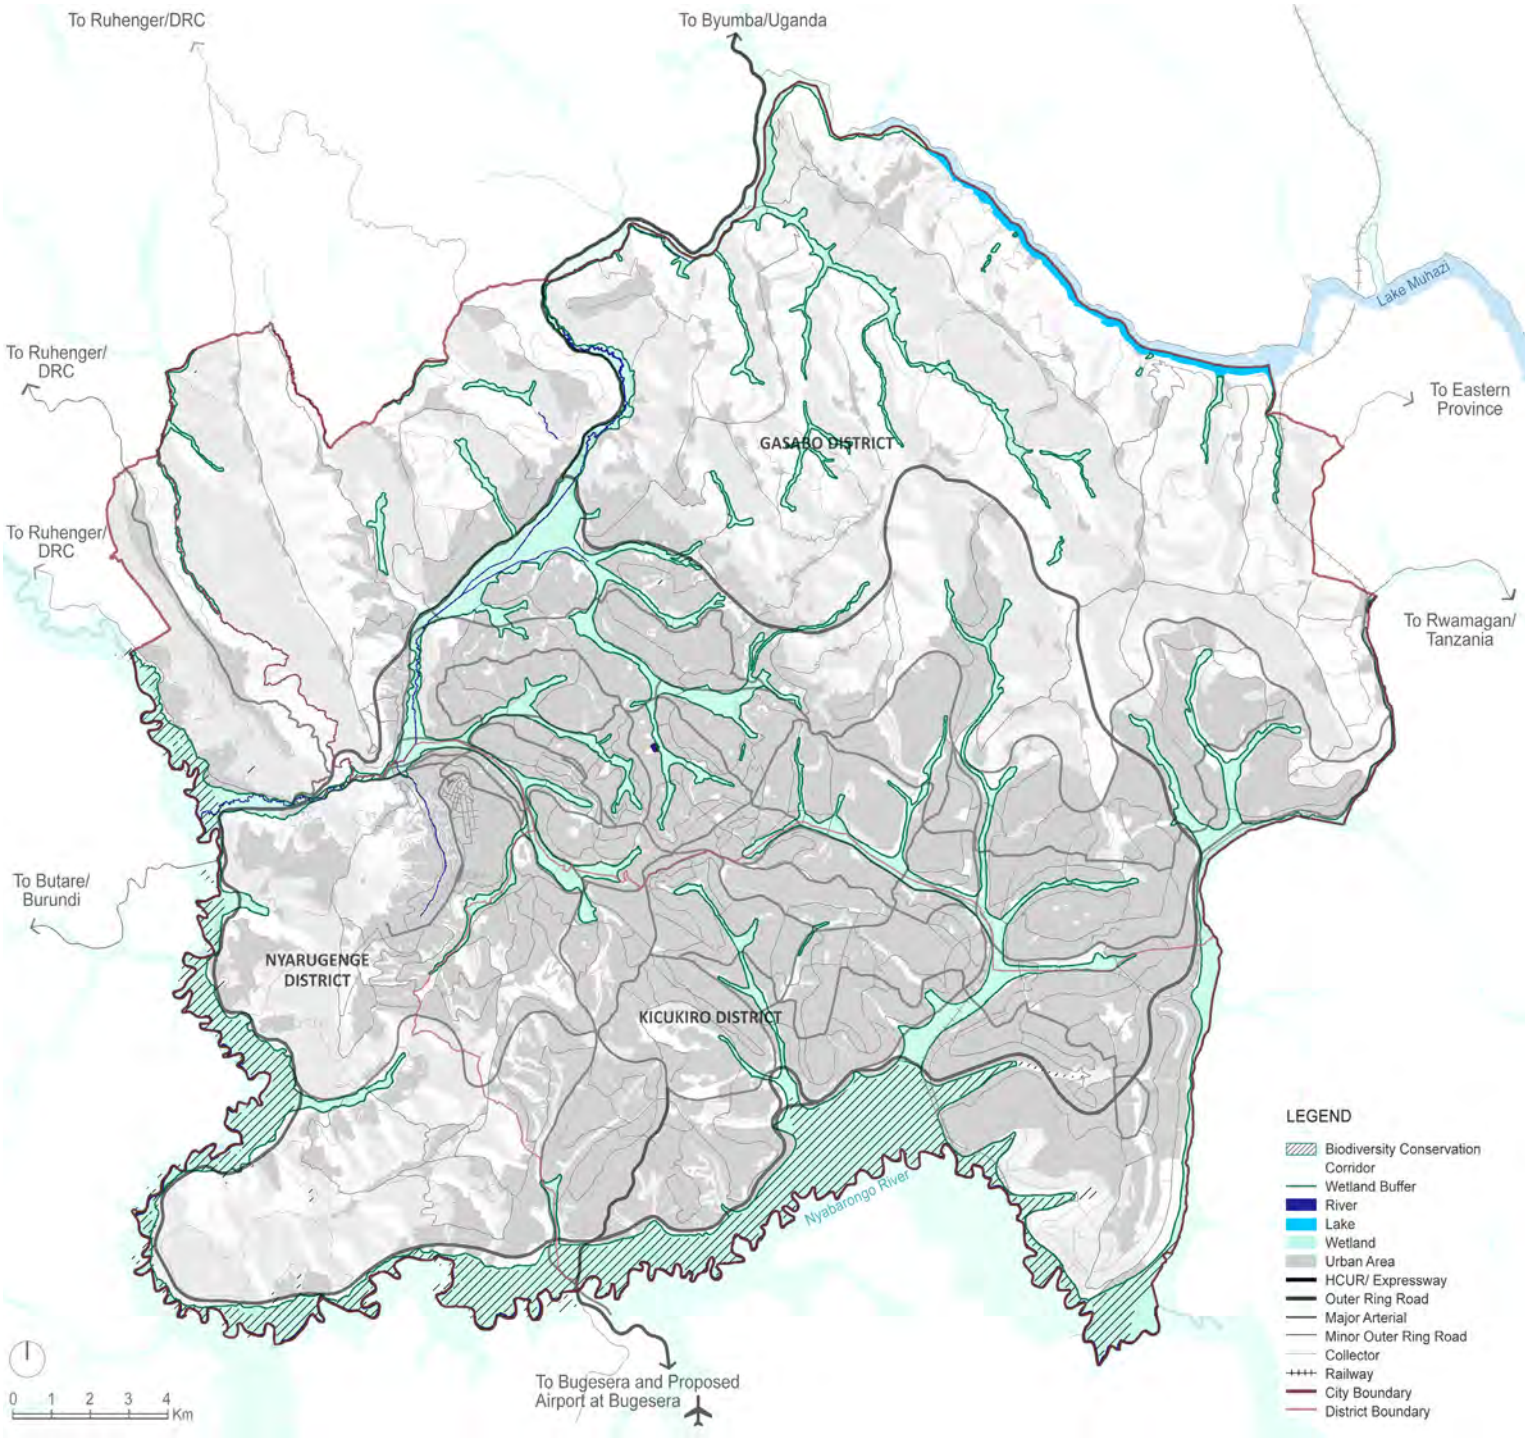 To Ruhenger/DRC
To Byumba/Uganda
Lake Muhazi
To Ruhenger/
DRC
To Eastern
Province
GASABO DISTRICT
To Ruhenger/
DRC
To Rwamagan/
Tanzania
To Butare/
Burundi
NYARUGENGE
DISTRICT
KICUKIRO DISTRICT
Nyabarongo River
LEGEND
Biodiversity Conservation
Corridor
Wetland Buffer
River
Lake
Wetland
Urban Area
HCUR/ Expressway
Outer Ring Road
Major Arterial
Minor Outer Ring Road
Collector
Railway
City Boundary
District Boundary
To Bugesera and Proposed
Airport at Bugesera
0 1 2 3 4
Km